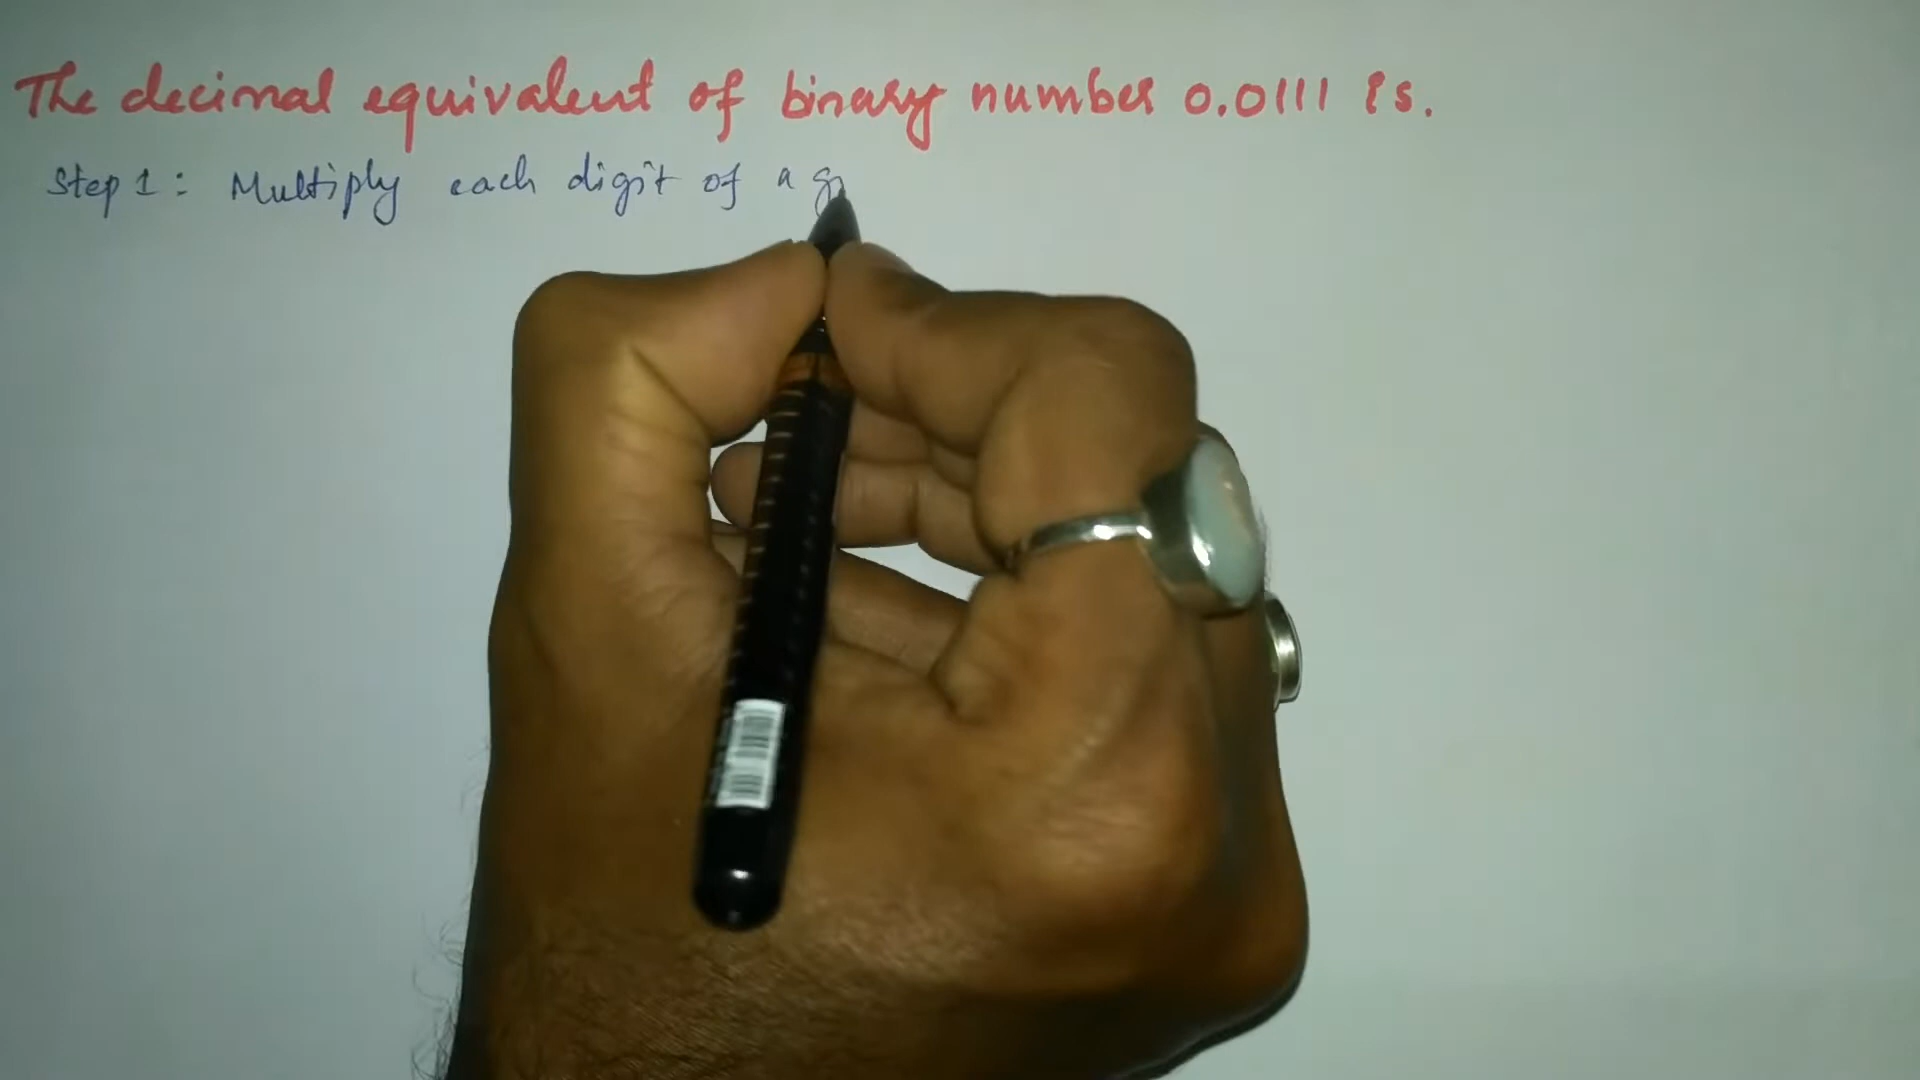 The decimal equivalent of binary number 0.0111 is.
Step 1: Multiply each digit of a